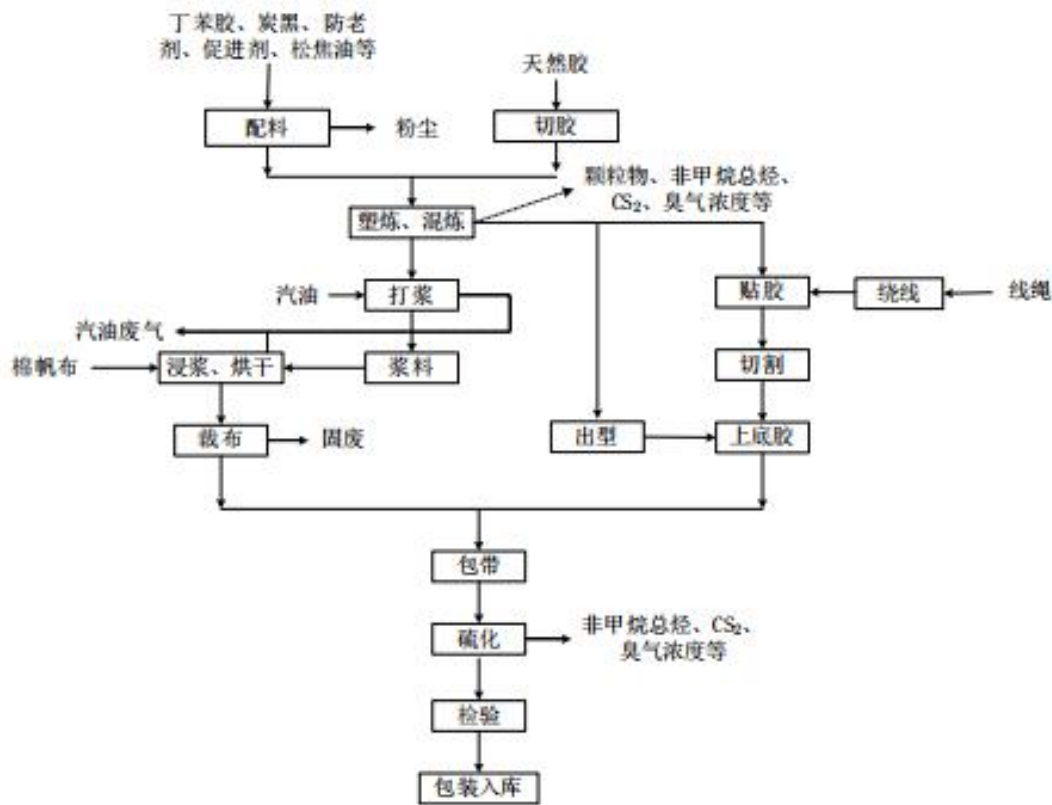 丁苯胶、炭黑、防老
剂、促进剂、松焦油等
天然胶
配料
粉尘
切胶
颗粒物、非甲烷总烃、
CS₂、臭气浓度等
塑炼、混炼
汽油
打浆
贴胶
绕线
线绳
汽油废气
棉帆布
浸浆、烘干
浆料
切割
裁布
固废
出型
上底胶
包带
硫化
非甲烷总烃、CS₂、
臭气浓度等
检验
包装入库